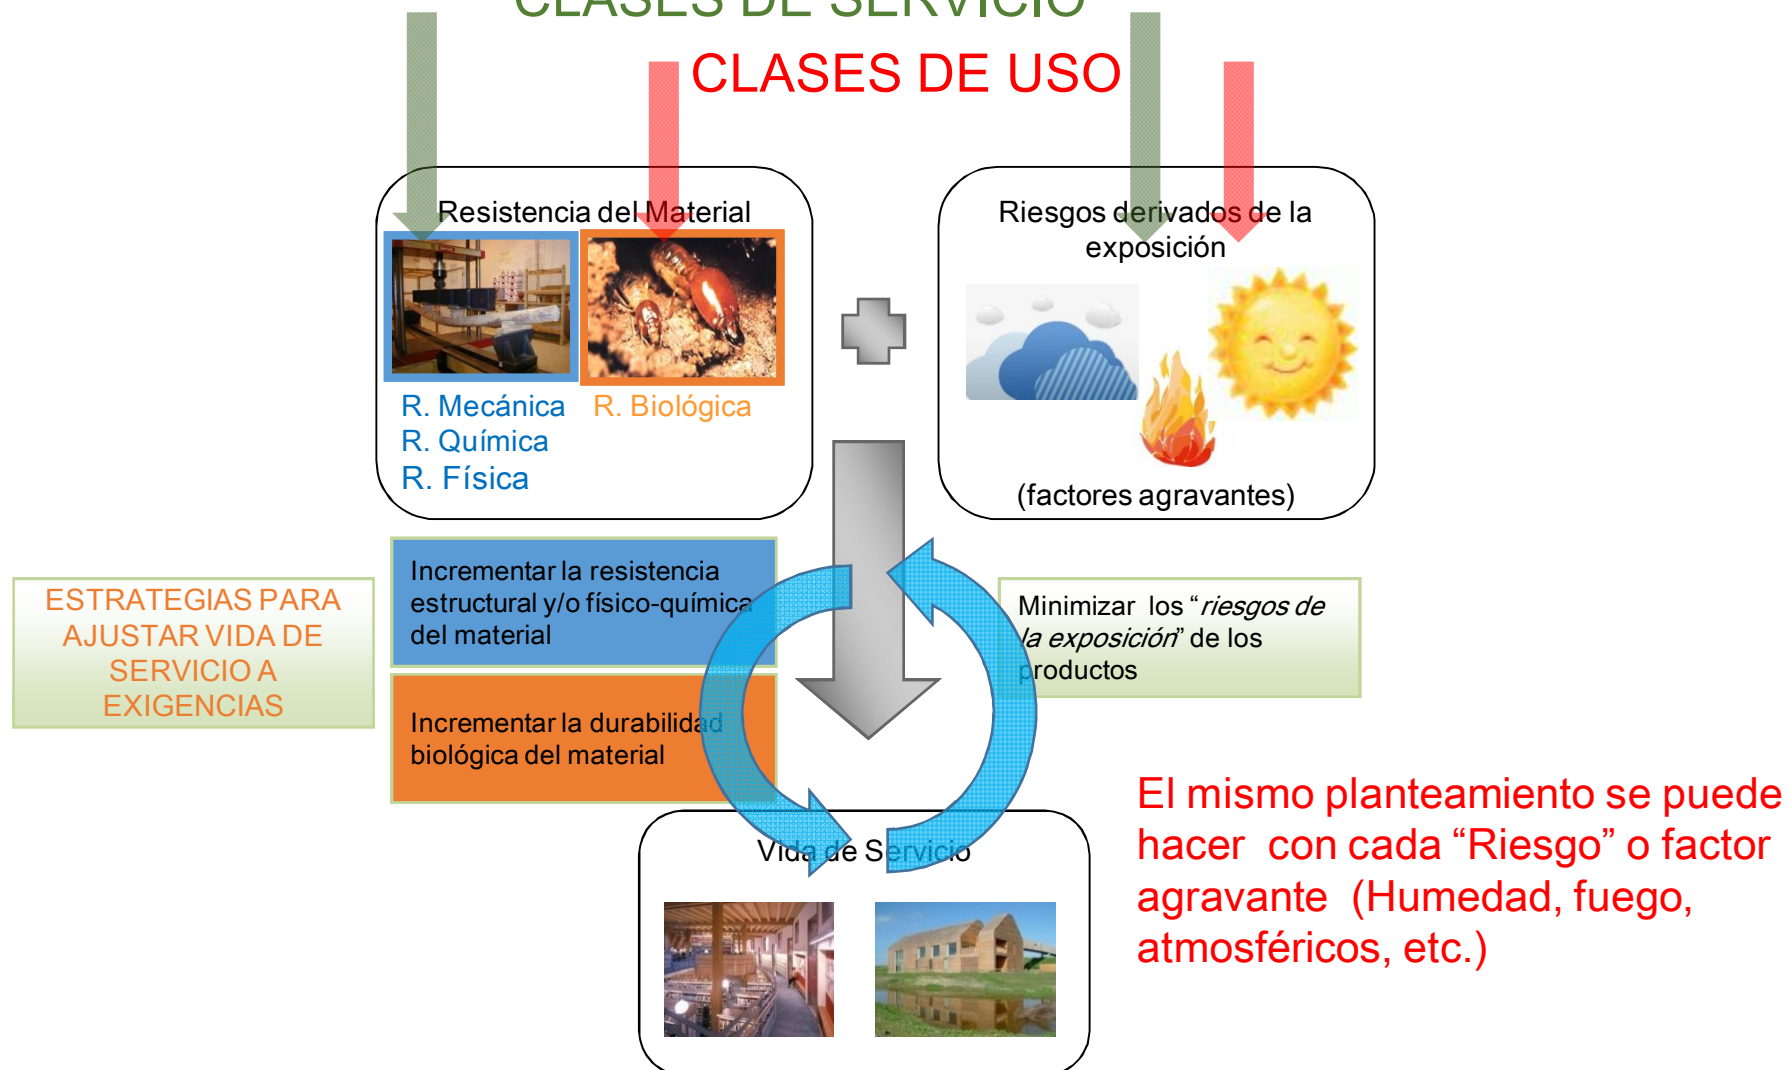 CLASES DE SERVICIO
CLASES DE USO
Resistencia del Material
R. Mecánica
R. Química
R. Física
R. Biológica
Riesgos derivados de la
exposición
(factores agravantes)
ESTRATEGIAS PARA
AJUSTAR VIDA DE
SERVICIO A
EXIGENCIAS
Incrementar la resistencia
estructural y/o físico-química
del material
Incrementar la durabilidad
biológica del material
Minimizar los “riesgos de
la exposición” de los
productos
Vida de Servicio
El mismo planteamiento se puede
hacer con cada “Riesgo” o factor
agravante (Humedad, fuego,
atmosféricos, etc.)